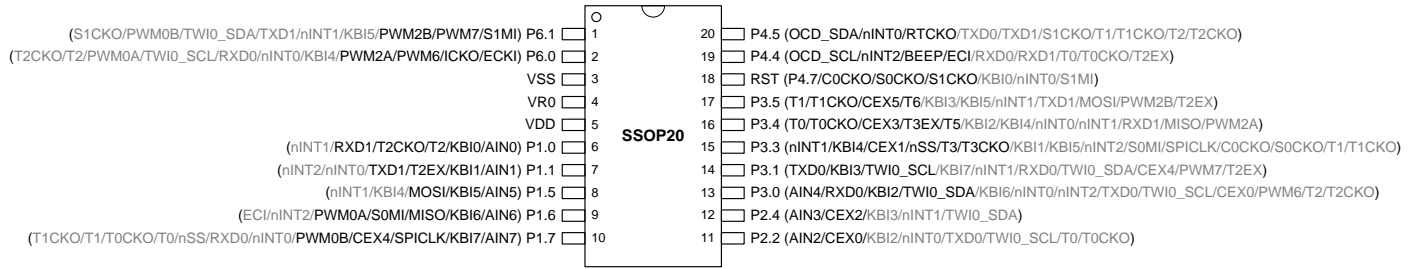 (S1CKO/PWM0B/TWI0_SDA/TXD1/nINT1/KBI5/PWM2B/PWM7/S1MI) P6.1 1
(T2CKO/T2/PWM0A/TWI0_SCL/RXD0/nINT0/KBI4/PWM2A/PWM6/ICKO/ECKI) P6.0 2
VSS 3
VR0 4
VDD 5
(nINT1/RXD1/T2CKO/T2/KBI0/AIN0) P1.0 6
(nINT2/nINT0/TXD1/T2EX/KBI1/AIN1) P1.1 7
(nINT1/KBI4/MOSI/KBI5/AIN5) P1.5 8
(ECI/nINT2/PWM0A/S0MI/MISO/KBI6/AIN6) P1.6 9
(T1CKO/T1/T0CKO/T0/nSS/RXD0/nINT0/PWM0B/CEX4/SPICLK/KBI7/AIN7) P1.7 10
SSOP20
20 P4.5 (OCD_SDA/nINT0/RTCKO/TXD0/TXD1/S1CKO/T1/T1CKO/T2/T2CKO)
19 P4.4 (OCD_SCL/nINT2/BEEP/ECI/RXD0/RXD1/T0/T0CKO/T2EX)
18 RST (P4.7/C0CKO/S0CKO/S1CKO/KBI0/nINT0/S1MI)
17 P3.5 (T1/T1CKO/CEX5/T6/KBI3/KBI5/nINT1/TXD1/MOSI/PWM2B/T2EX)
16 P3.4 (T0/T0CKO/CEX3/T3EX/T5/KBI2/KBI4/nINT0/nINT1/RXD1/MISO/PWM2A)
15 P3.3 (nINT1/KBI4/CEX1/nSS/T3/T3CKO/KBI1/KBI5/nINT2/S0MI/SPICLK/C0CKO/S0CKO/T1/T1CKO)
14 P3.1 (TXD0/KBI3/TWI0_SCL/KBI7/nINT1/RXD0/TWI0_SDA/CEX4/PWM7/T2EX)
13 P3.0 (AIN4/RXD0/KBI2/TWI0_SDA/KBI6/nINT0/nINT2/TXD0/TWI0_SCL/CEX0/PWM6/T2/T2CKO)
12 P2.4 (AIN3/CEX2/KBI3/nINT1/TWI0_SDA)
11 P2.2 (AIN2/CEX0/KBI2/nINT0/TXD0/TWI0_SCL/T0/T0CKO)